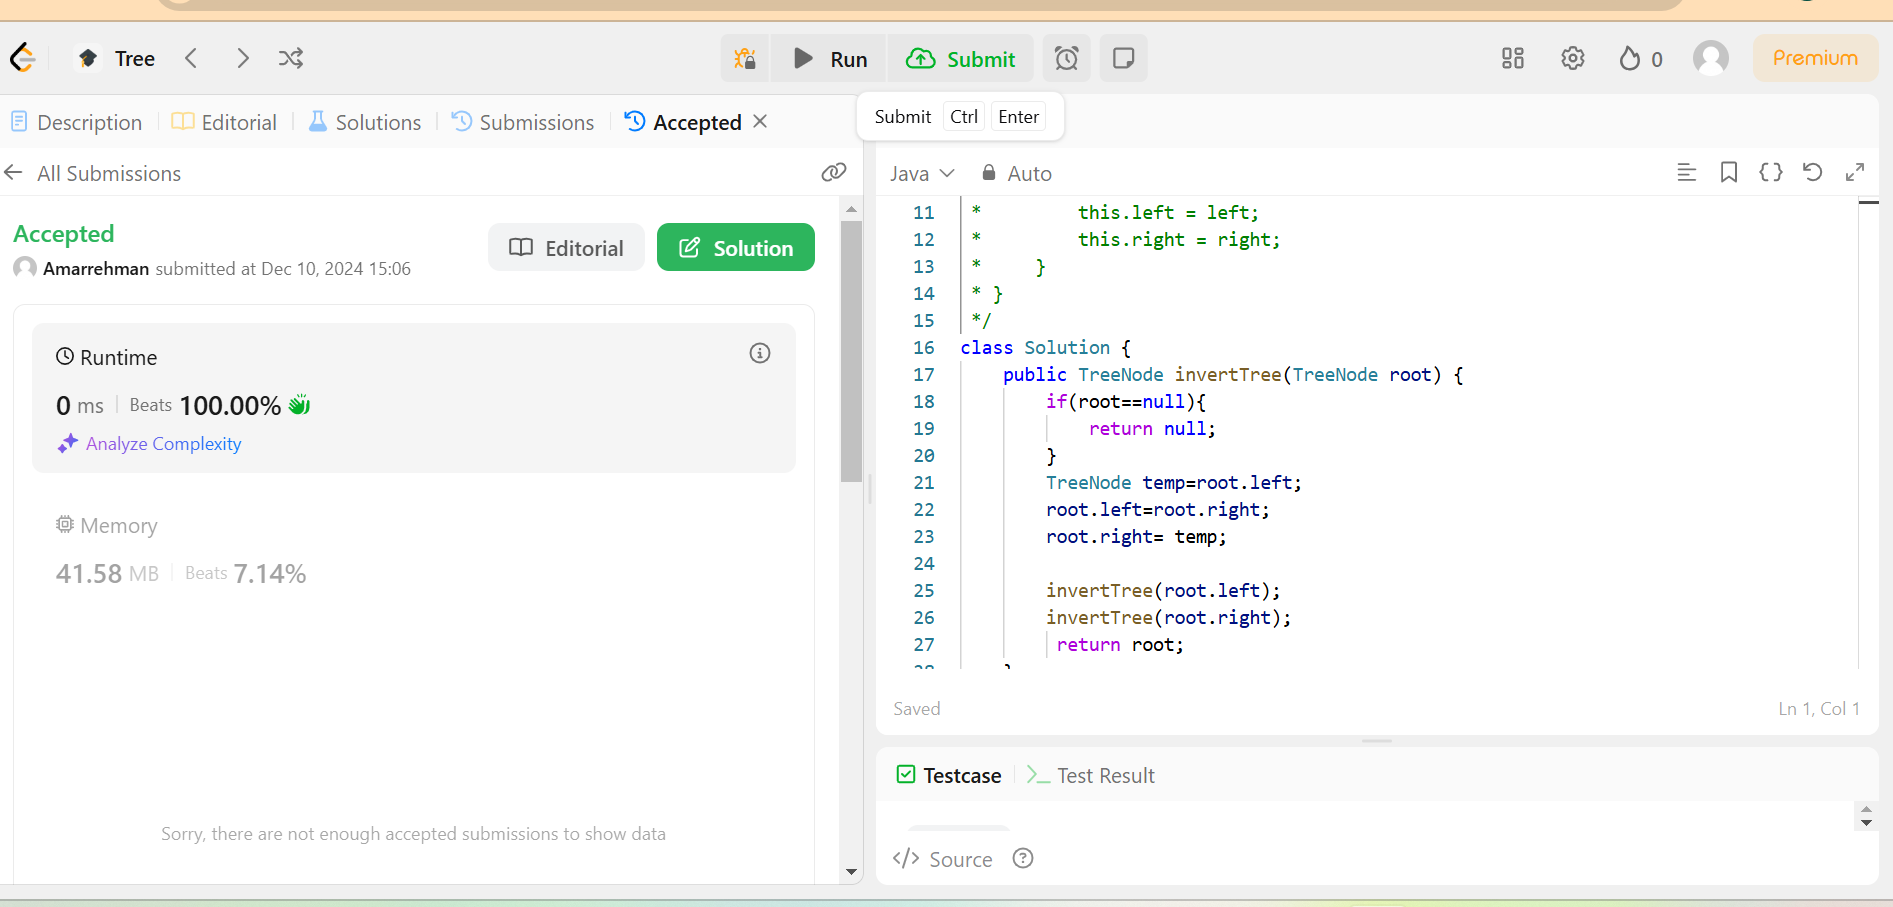 Tree
Run
Submit
0
Premium
Description
Editorial
Solutions
Submissions
Accepted
Submit Ctrl Enter
All Submissions
Java
Auto
Accepted
Editorial
Solution
Amarrehman submitted at Dec 10, 2024 15:06
Runtime
0 ms Beats 100.00%
Analyze Complexity
Memory
41.58 MB Beats 7.14%
Sorry, there are not enough accepted submissions to show data
11 * this.left = left;
12 * this.right = right;
13 * }
14 * }
15 */
16 class Solution {
17 public TreeNode invertTree(TreeNode root) {
18 if(root==null){
19 return null;
20 }
21 TreeNode temp=root.left;
22 root.left=root.right;
23 root.right= temp;
24
25 invertTree(root.left);
26 invertTree(root.right);
27 return root;
Saved
Ln 1, Col 1
Testcase
>_ Test Result
</> Source